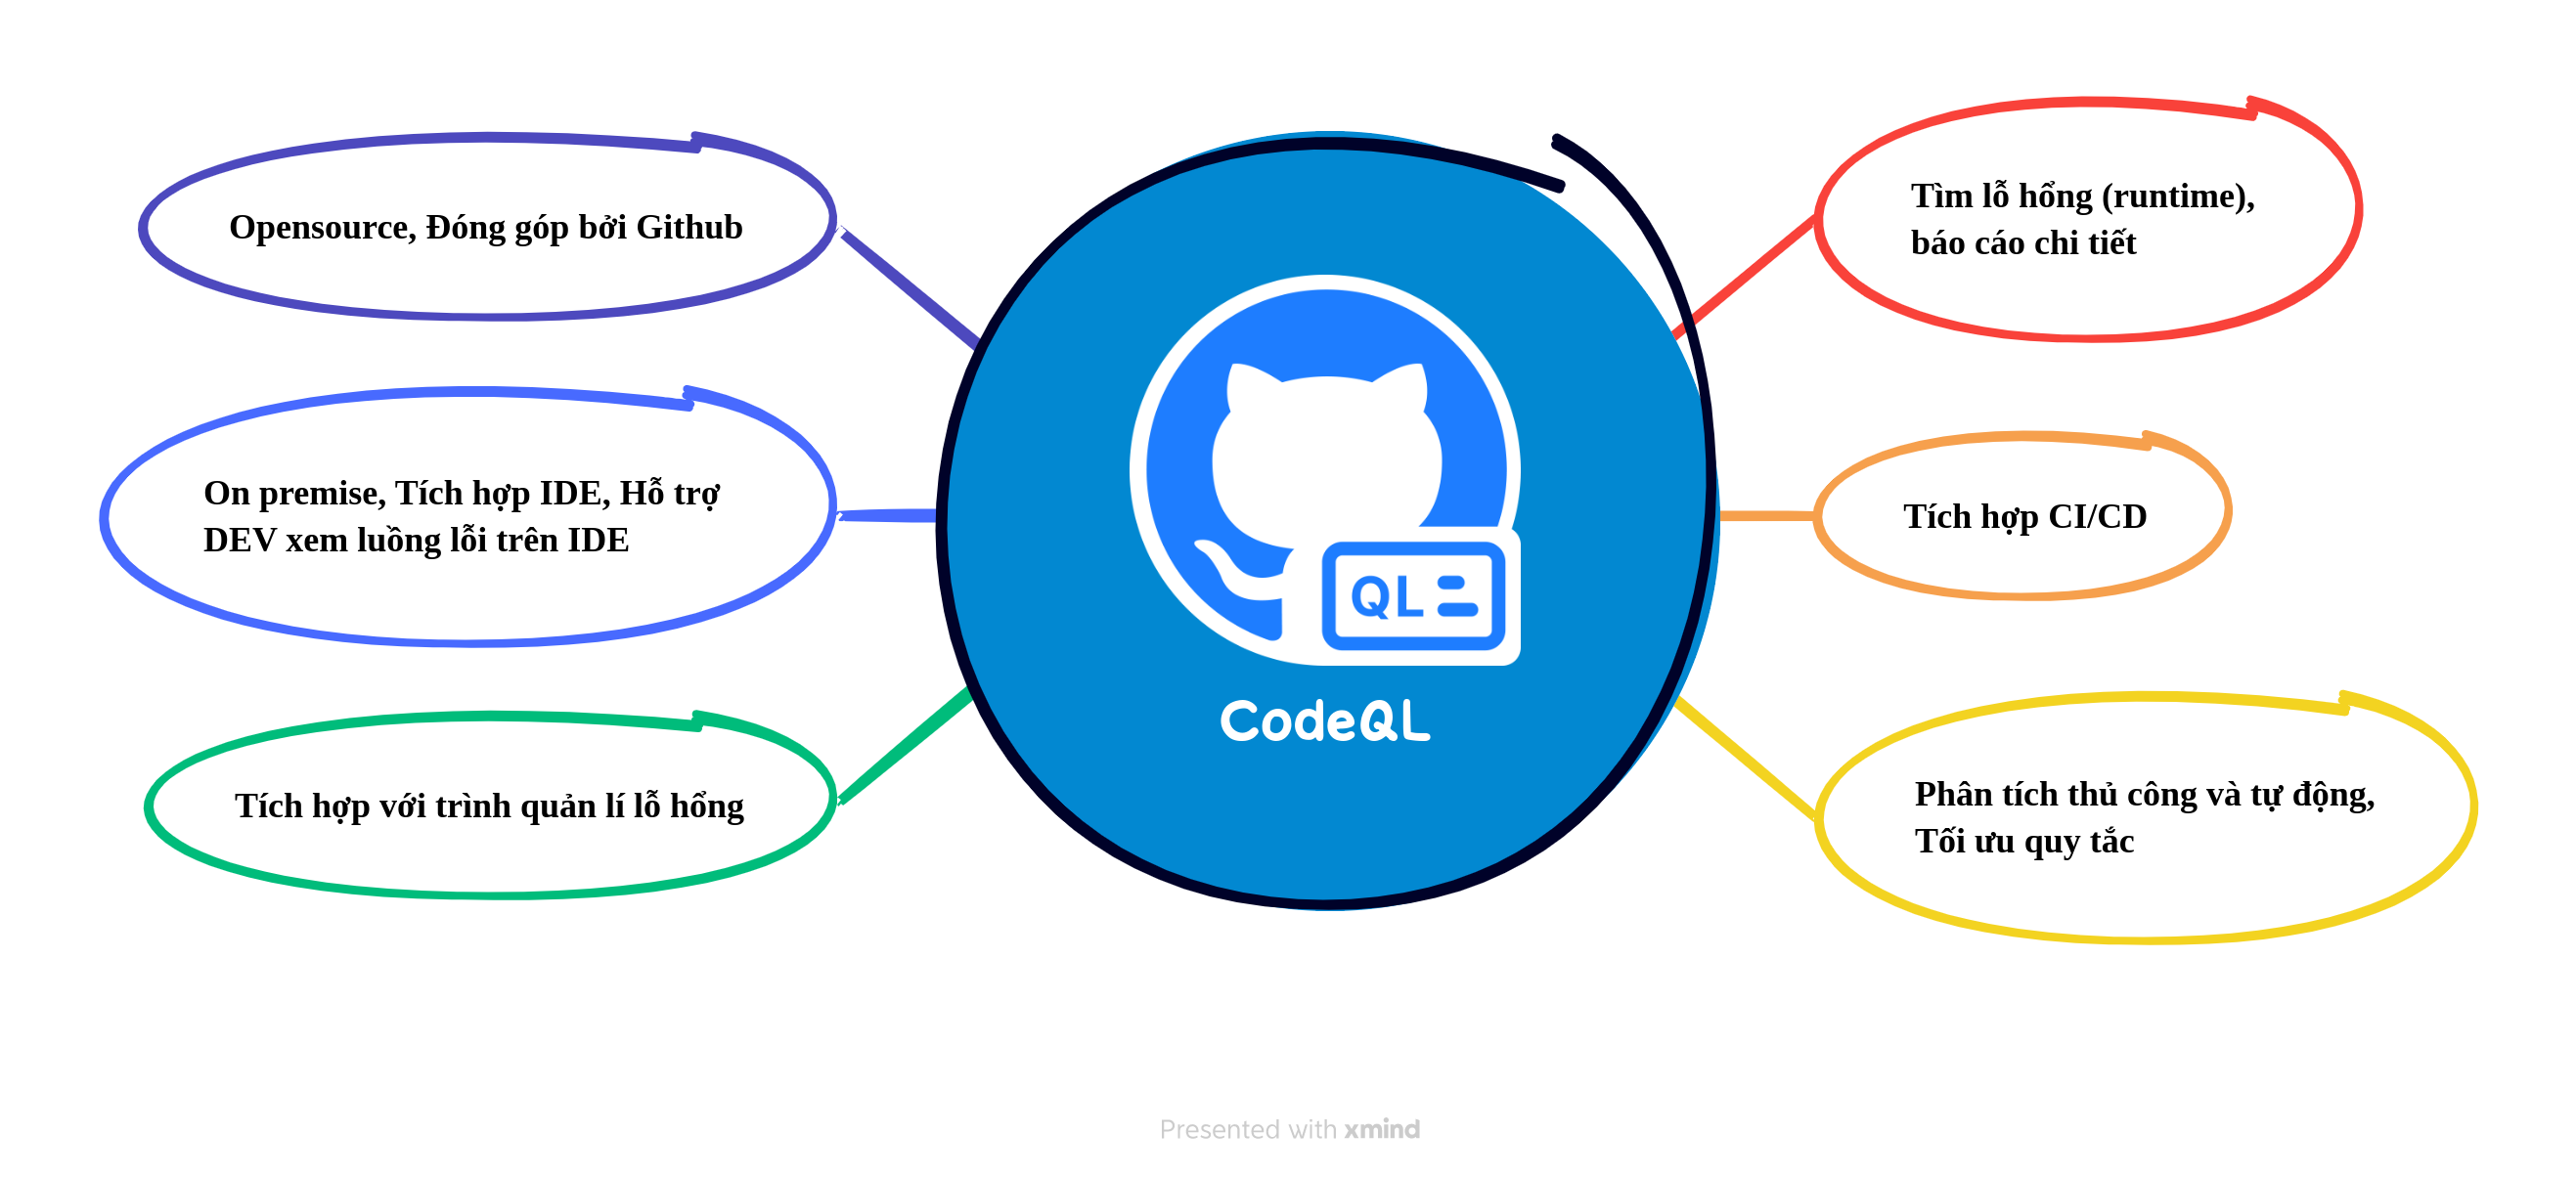 Opensource, Đóng góp bởi Github
On premise, Tích hợp IDE, Hỗ trợ
DEV xem luồng lỗi trên IDE
Tích hợp với trình quản lí lỗ hổng
QL
CodeQL
Tìm lỗ hổng (runtime),
báo cáo chi tiết
Tích hợp CI/CD
Phân tích thủ công và tự động,
Tối ưu quy tắc
Presented with xmind